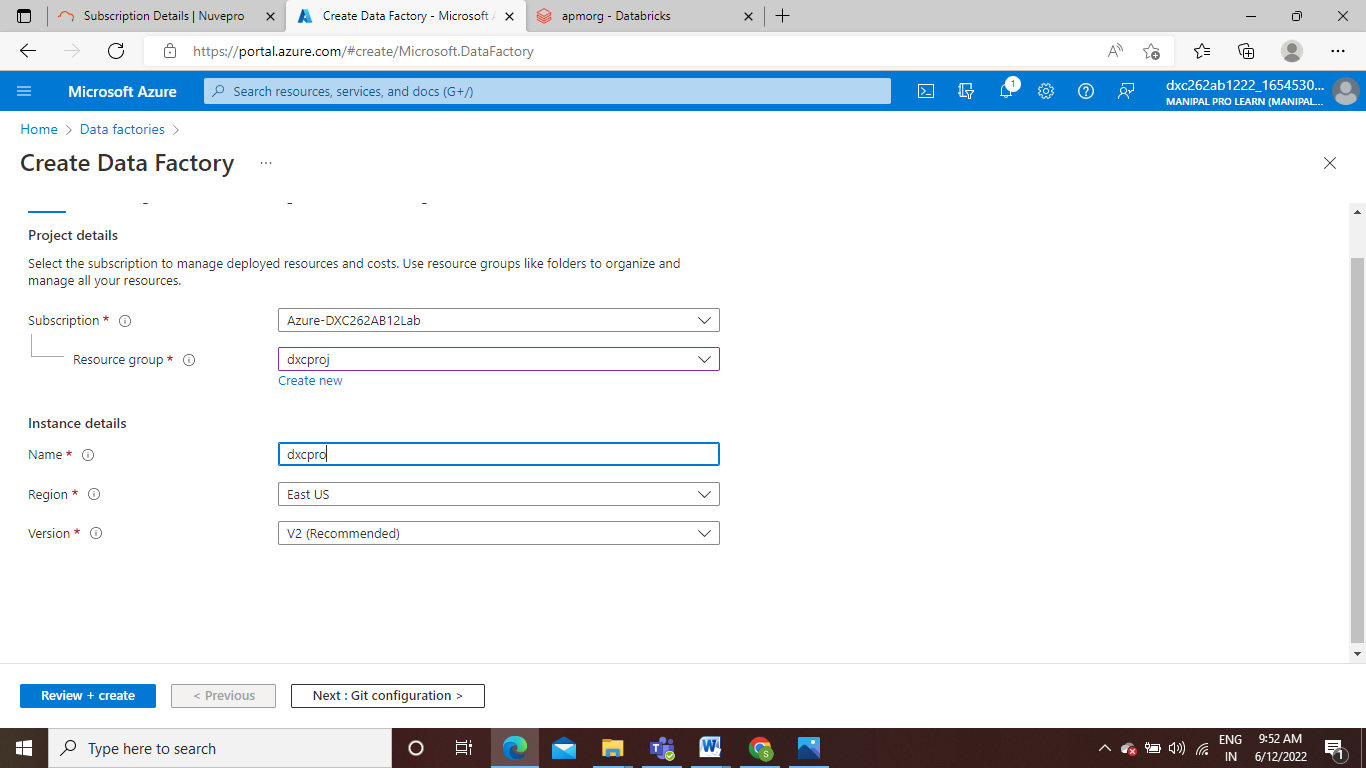 Subscription Details | Nuvepro
Create Data Factory - Microsoft A
apmorg - Databricks
https://portal.azure.com/#create/Microsoft.DataFactory
Microsoft Azure
Search resources, services, and docs (G+/)
1
dxc262ab1222_1654530...
MANIPAL PRO LEARN (MANIPAL...
Home > Data factories >
Create Data Factory ...
Project details
Select the subscription to manage deployed resources and costs. Use resource groups like folders to organize and
manage all your resources.
Subscription * Azure-DXC262AB12Lab
Resource group * dxcproj
Create new
Instance details
Name * dxcpro
Region * East US
Version * V2 (Recommended)
Review + create
< Previous
Next : Git configuration >
Type here to search
ENG
IN
9:52 AM
6/12/2022
1